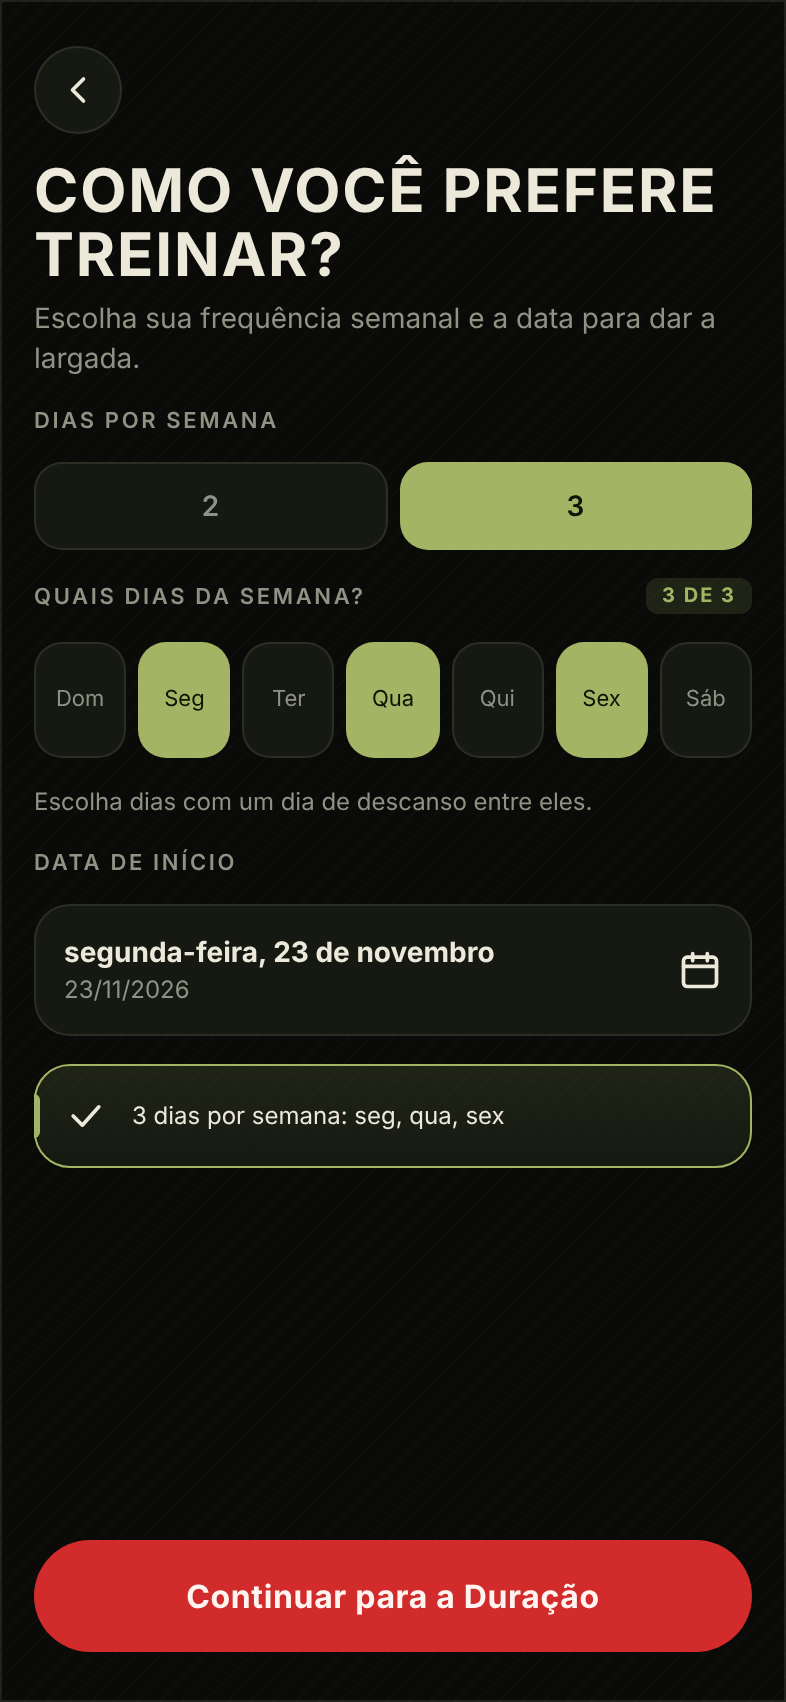 COMO VOCÊ PREFERE
TREINAR?
Escolha sua frequência semanal e a data para dar a
largada.
DIAS POR SEMANA
2
3
QUAIS DIAS DA SEMANA?
3 DE 3
Dom
Seg
Ter
Qua
Qui
Sex
Sáb
Escolha dias com um dia de descanso entre eles.
DATA DE INÍCIO
segunda-feira, 23 de novembro
23/11/2026
3 dias por semana: seg, qua, sex
Continuar para a Duração